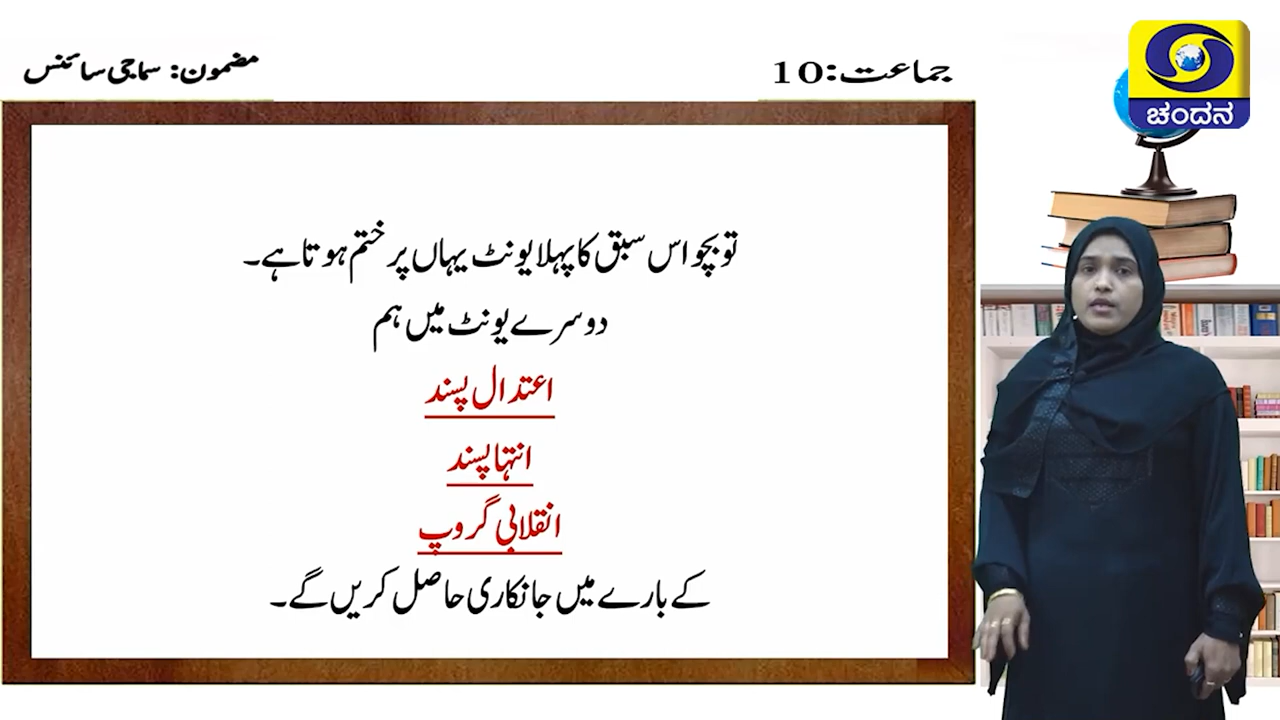 جماعت:10
مضمون: سماجی سائنس
ಚಂದನ
تو بچو اس سبق کا پہلا یونٹ یہاں پر ختم ہوتا ہے۔
دوسرے یونٹ میں ہم
اعتدال پسند
انتہا پسند
انقلابی گروپ
کے بارے میں جانکاری حاصل کریں گے۔